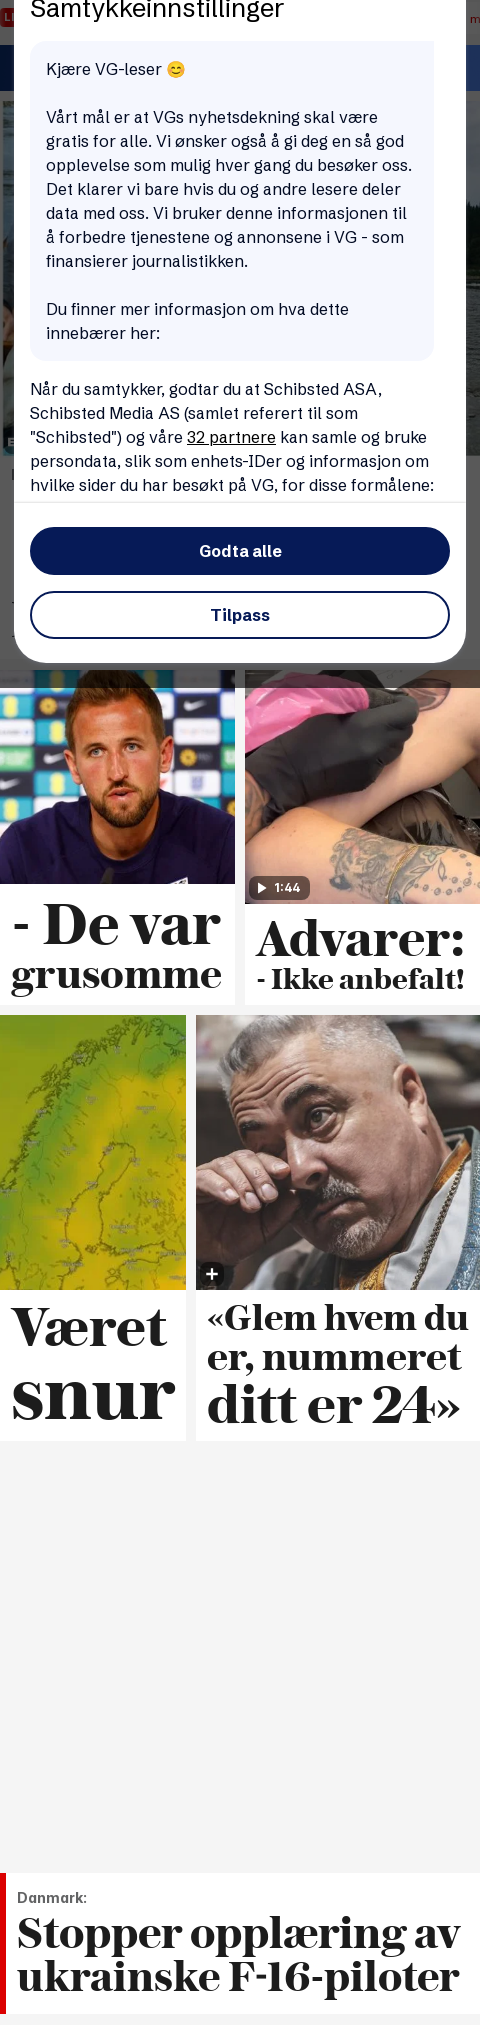 Samtykkeinnstillinger
Kjære VG-leser 😊
Vårt mål er at VGs nyhetsdekning skal være
gratis for alle. Vi ønsker også å gi deg en så god
opplevelse som mulig hver gang du besøker oss.
Det klarer vi bare hvis du og andre lesere deler
data med oss. Vi bruker denne informasjonen til
å forbedre tjenestene og annonsene i VG - som
finansierer journalistikken.
Du finner mer informasjon om hva dette
innebærer her:
Når du samtykker, godtar du at Schibsted ASA,
Schibsted Media AS (samlet referert til som
"Schibsted") og våre 32 partnere kan samle og bruke
persondata, slik som enhets-IDer og informasjon om
hvilke sider du har besøkt på VG, for disse formålene:
Godta alle
Tilpass
1:44
- De var
grusomme
Advarer:
- Ikke anbefalt!
Været
snur
«Glem hvem du
er, nummeret
ditt er 24»
Danmark:
Stopper opplæring av
ukrainske F-16-piloter